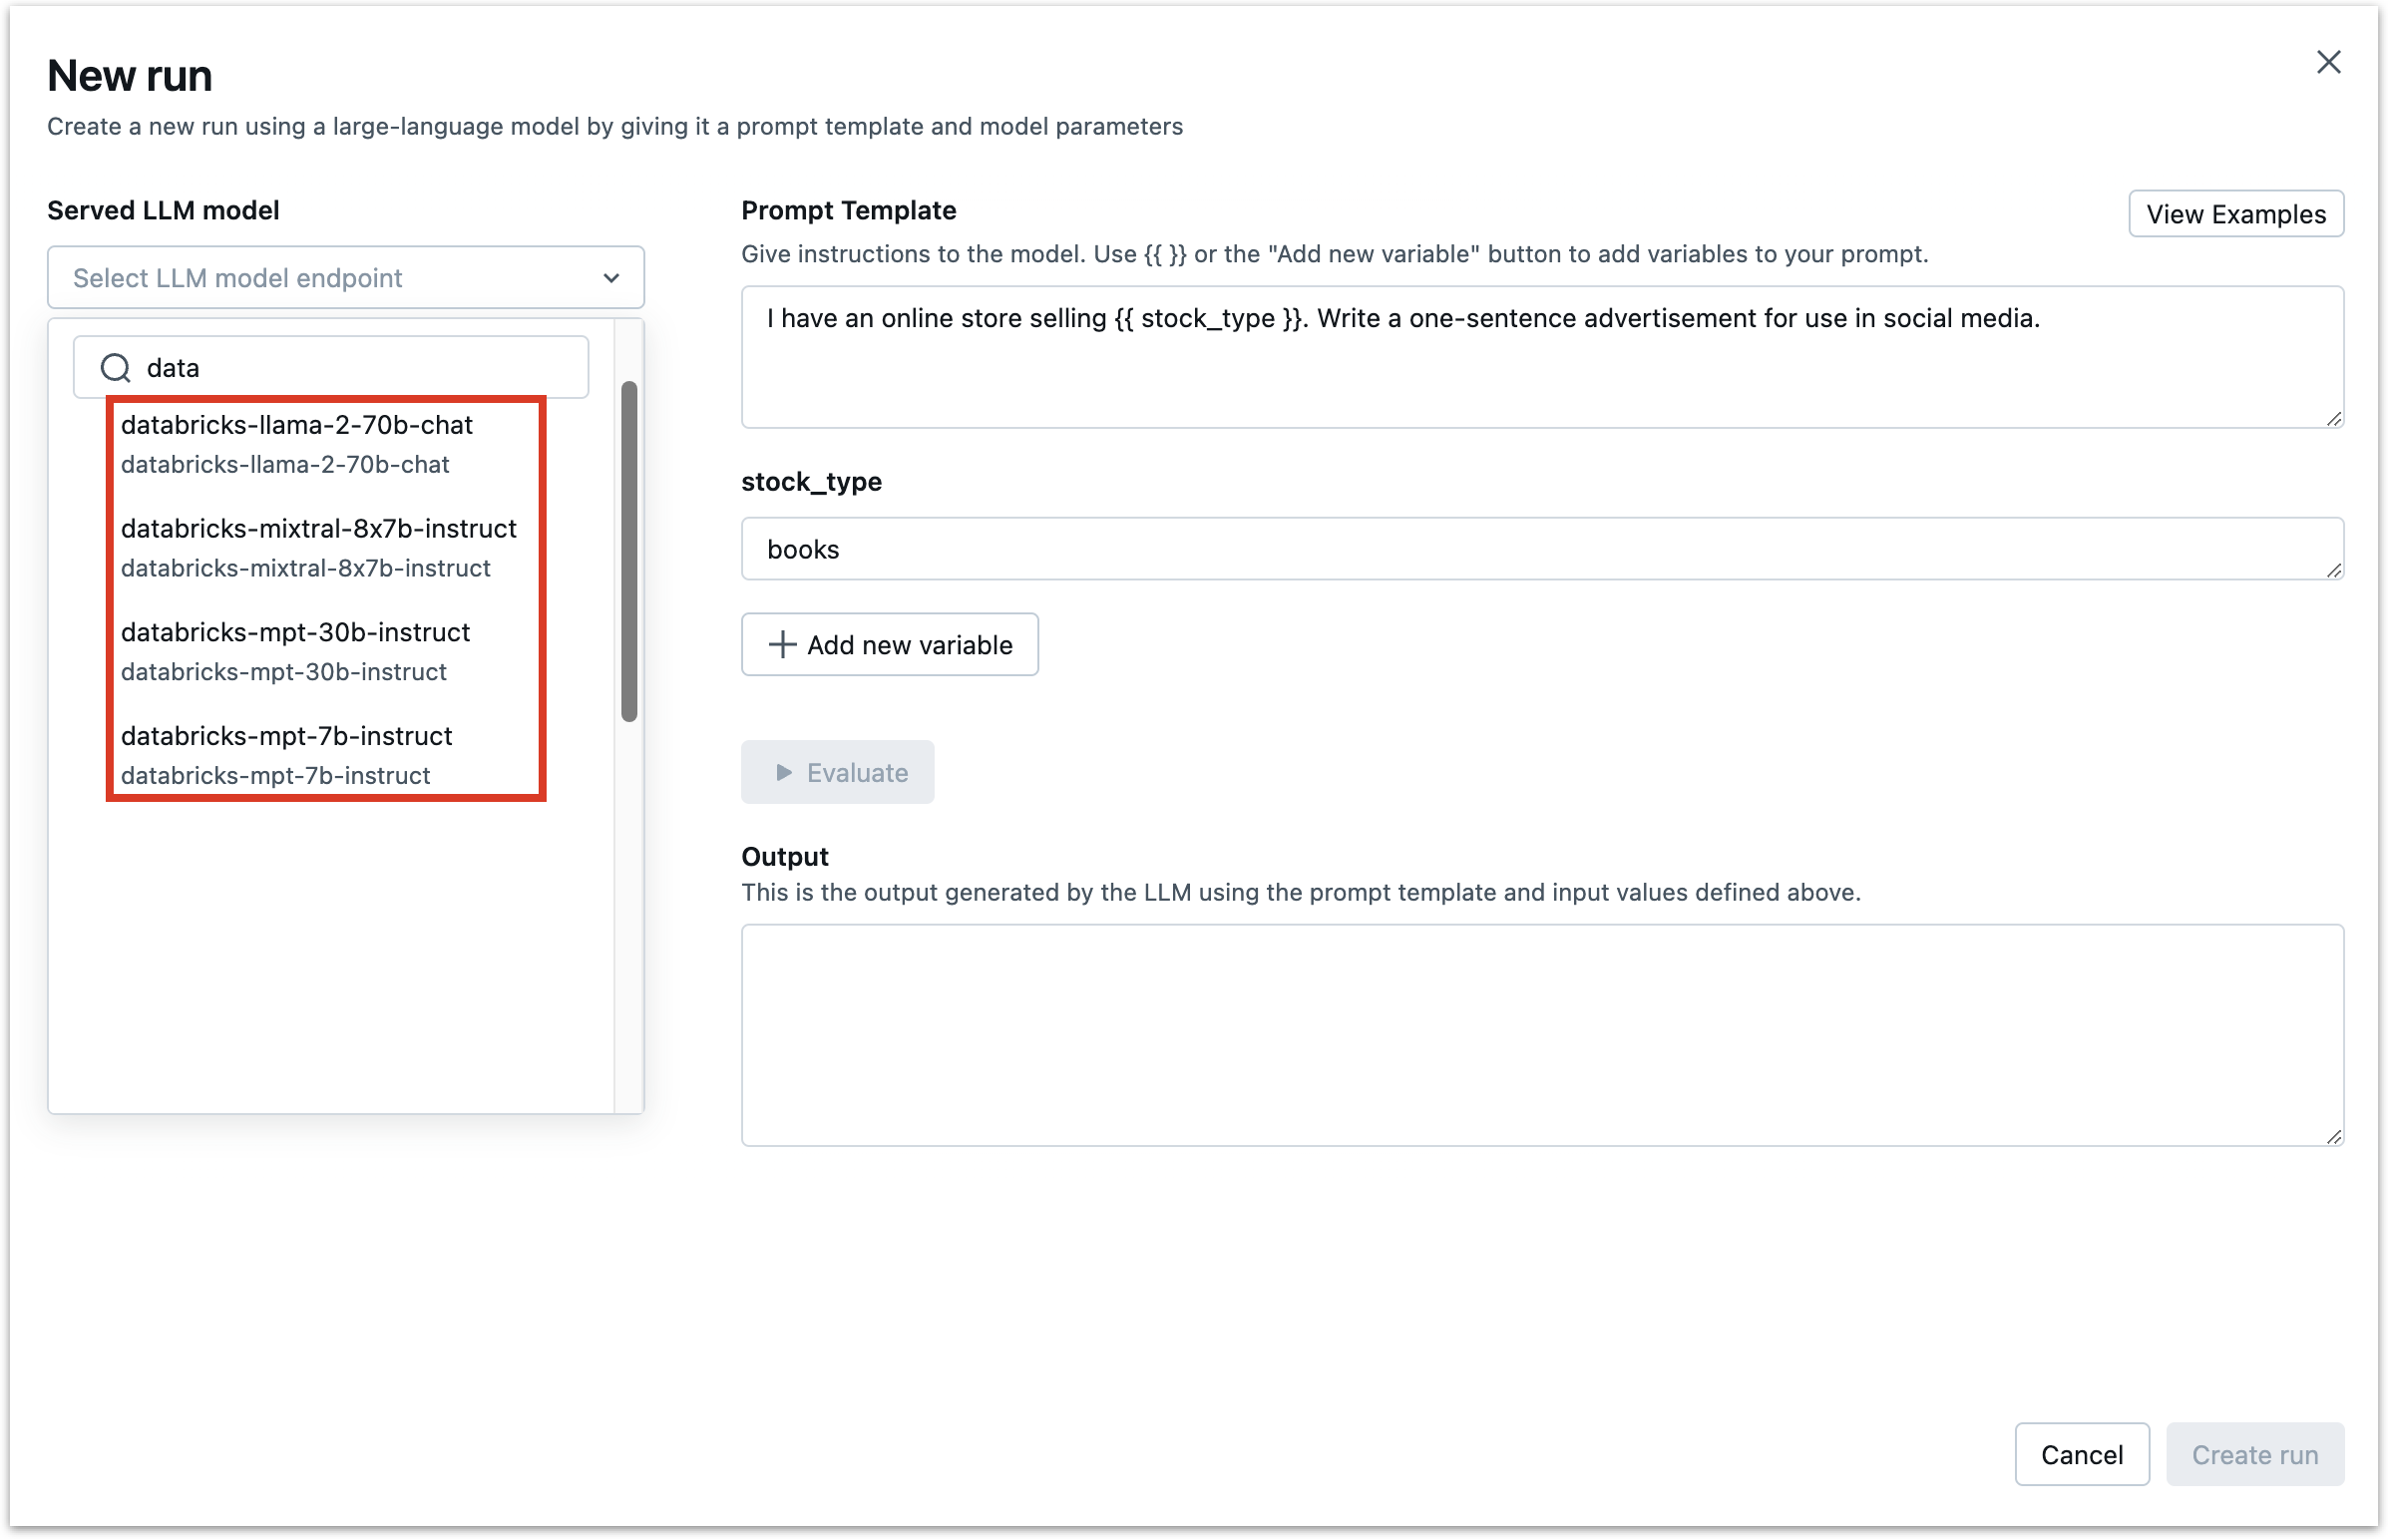 New run
Create a new run using a large-language model by giving it a prompt template and model parameters
Served LLM model
Select LLM model endpoint
data
databricks-llama-2-70b-chat
databricks-llama-2-70b-chat
databricks-mixtral-8x7b-instruct
databricks-mixtral-8x7b-instruct
databricks-mpt-30b-instruct
databricks-mpt-30b-instruct
databricks-mpt-7b-instruct
databricks-mpt-7b-instruct
Prompt Template
View Examples
Give instructions to the model. Use {{ }} or the "Add new variable" button to add variables to your prompt.
I have an online store selling {{ stock_type }}. Write a one-sentence advertisement for use in social media.
stock_type
books
Add new variable
Evaluate
Output
This is the output generated by the LLM using the prompt template and input values defined above.
Cancel
Create run